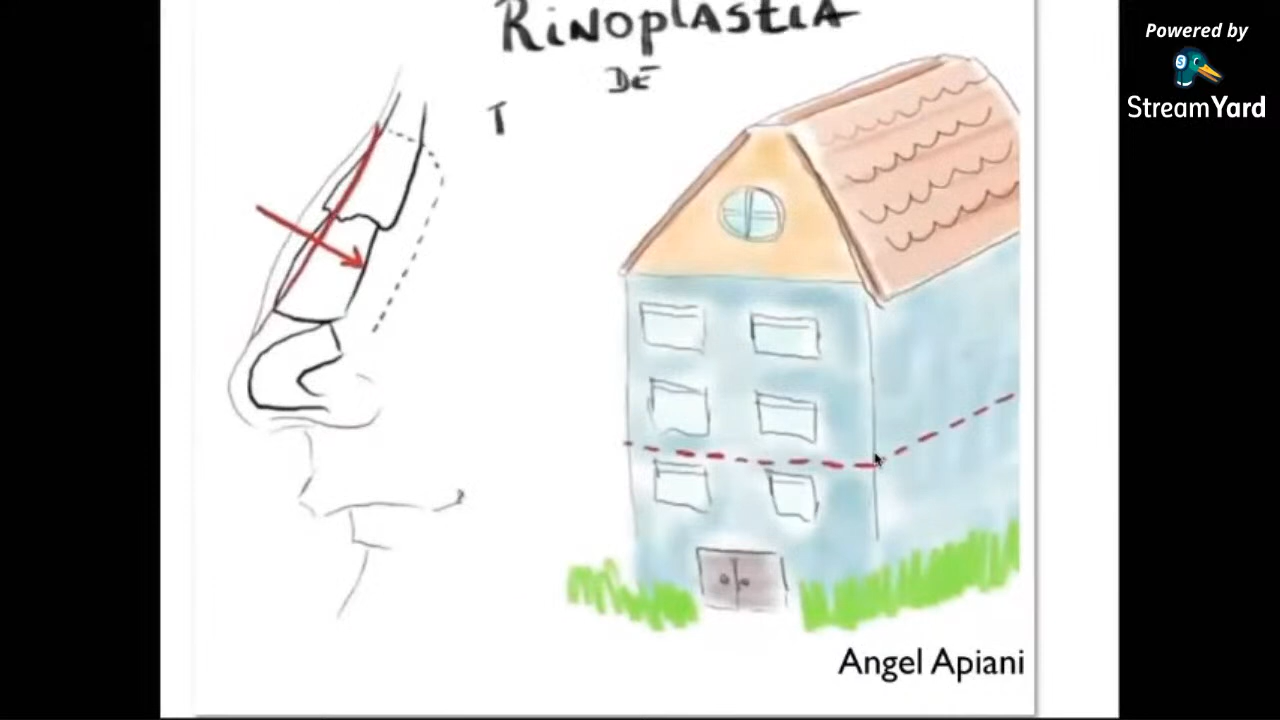 RINOPLASTIA
DE
T
Powered by
StreamYard
Angel Apiani